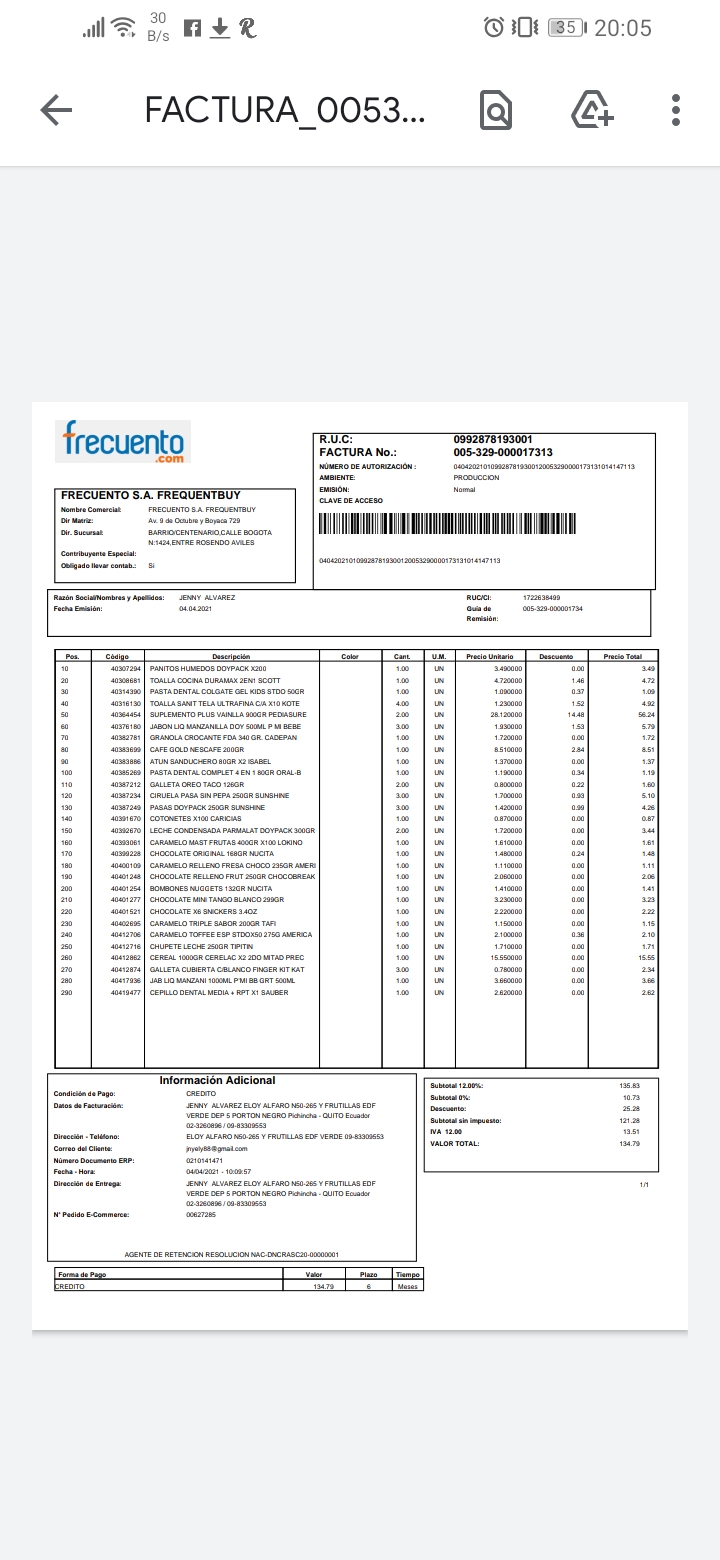 30
B/s
35
20:05
FACTURA_0053...
frecuento
.com
R.U.C: 0992878193001
FACTURA No.: 005-329-000017313
NÚMERO DE AUTORIZACIÓN : 0404202101099287819300120053290000173131014147113
AMBIENTE: PRODUCCION
EMISIÓN: Normal
CLAVE DE ACCESO
0404202101099287819300120053290000173131014147113
FRECUENTO S.A. FREQUENTBUY
Nombre Comercial: FRECUENTO S.A. FREQUENTBUY
Dir Matriz: Av. 9 de Octubre y Boyaca 729
Dir. Sucursal: BARRIO/CENTENARIO,CALLE BOGOTA
N:1424,ENTRE ROSENDO AVILES
Contribuyente Especial:
Obligado llevar contab.: Si
Razón Social/Nombres y Apellidos: JENNY ALVAREZ RUC/CI: 1722638499
Fecha Emisión: 04.04.2021 Guía de 005-329-000001734
Remisión:
Pos. Código Descripción Color Cant. U.M. Precio Unitario Descuento Precio Total
10 40307294 PANITOS HUMEDOS DOYPACK X200 1.00 UN 3.490000 0.00 3.49
20 40308681 TOALLA COCINA DURAMAX 2EN1 SCOTT 1.00 UN 4.720000 1.46 4.72
30 40314390 PASTA DENTAL COLGATE GEL KIDS STDO 50GR 1.00 UN 1.090000 0.37 1.09
40 40316130 TOALLA SANIT TELA ULTRAFINA C/A X10 KOTE 4.00 UN 1.230000 1.52 4.92
50 40364454 SUPLEMENTO PLUS VAINLLA 900GR PEDIASURE 2.00 UN 28.120000 14.48 56.24
60 40376180 JABON LIQ MANZANILLA DOY 500ML P MI BEBE 3.00 UN 1.930000 1.53 5.79
70 40382781 GRANOLA CROCANTE FDA 340 GR. CADEPAN 1.00 UN 1.720000 0.00 1.72
80 40383699 CAFE GOLD NESCAFE 200GR 1.00 UN 8.510000 2.84 8.51
90 40383886 ATUN SANDUCHERO 80GR X2 ISABEL 1.00 UN 1.370000 0.00 1.37
100 40385269 PASTA DENTAL COMPLET 4 EN 1 80GR ORAL-B 1.00 UN 1.190000 0.34 1.19
110 40387212 GALLETA OREO TACO 126GR 2.00 UN 0.800000 0.22 1.60
120 40387234 CIRUELA PASA SIN PEPA 250GR SUNSHINE 3.00 UN 1.700000 0.93 5.10
130 40387249 PASAS DOYPACK 250GR SUNSHINE 3.00 UN 1.420000 0.99 4.26
140 40391670 COTONETES X100 CARICIAS 1.00 UN 0.870000 0.00 0.87
150 40392670 LECHE CONDENSADA PARMALAT DOYPACK 300GR 2.00 UN 1.720000 0.00 3.44
160 40393061 CARAMELO MAST FRUTAS 400GR X100 LOKINO 1.00 UN 1.610000 0.00 1.61
170 40399228 CHOCOLATE ORIGINAL 168GR NUCITA 1.00 UN 1.480000 0.24 1.48
180 40400109 CARAMELO RELLENO FRESA CHOCO 235GR AMERI 1.00 UN 1.110000 0.00 1.11
190 40401248 CHOCOLATE RELLENO FRUT 250GR CHOCOBREAK 1.00 UN 2.060000 0.00 2.06
200 40401254 BOMBONES NUGGETS 132GR NUCITA 1.00 UN 1.410000 0.00 1.41
210 40401277 CHOCOLATE MINI TANGO BLANCO 299GR 1.00 UN 3.230000 0.00 3.23
220 40401521 CHOCOLATE X6 SNICKERS 3.4OZ 1.00 UN 2.220000 0.00 2.22
230 40402695 CARAMELO TRIPLE SABOR 200GR TAFI 1.00 UN 1.150000 0.00 1.15
240 40412706 CARAMELO TOFFEE ESP STDOX50 275G AMERICA 1.00 UN 2.100000 0.36 2.10
250 40412716 CHUPETE LECHE 250GR TIPITIN 1.00 UN 1.710000 0.00 1.71
260 40412862 CEREAL 1000GR CERELAC X2 2DO MITAD PREC 1.00 UN 15.550000 0.00 15.55
270 40412874 GALLETA CUBIERTA C/BLANCO FINGER KIT KAT 3.00 UN 0.780000 0.00 2.34
280 40417936 JAB LIQ MANZANI 1000ML P'MI BB GRT 500ML 1.00 UN 3.660000 0.00 3.66
290 40419477 CEPILLO DENTAL MEDIA + RPT X1 SAUBER 1.00 UN 2.620000 0.00 2.62
Información Adicional
Condición de Pago: CREDITO
Datos de Facturación: JENNY ALVAREZ ELOY ALFARO N50-265 Y FRUTILLAS EDF
VERDE DEP 5 PORTON NEGRO Pichincha - QUITO Ecuador
02-3260896 / 09-83309553
Dirección - Teléfono: ELOY ALFARO N50-265 Y FRUTILLAS EDF VERDE 09-83309553
Correo del Cliente: jnyely88@gmail.com
Número Documento ERP: 0210141471
Fecha - Hora: 04/04/2021 - 10:09:57
Dirección de Entrega: JENNY ALVAREZ ELOY ALFARO N50-265 Y FRUTILLAS EDF
VERDE DEP 5 PORTON NEGRO Pichincha - QUITO Ecuador
02-3260896 / 09-83309553
N° Pedido E-Commerce: 00627285
AGENTE DE RETENCION RESOLUCION NAC-DNCRASC20-00000001
Subtotal 12.00%: 135.83
Subtotal 0%: 10.73
Descuento: 25.28
Subtotal sin impuesto: 121.28
IVA 12.00 13.51
VALOR TOTAL: 134.79
1/1
Forma de Pago Valor Plazo Tiempo
CREDITO 134.79 6 Meses